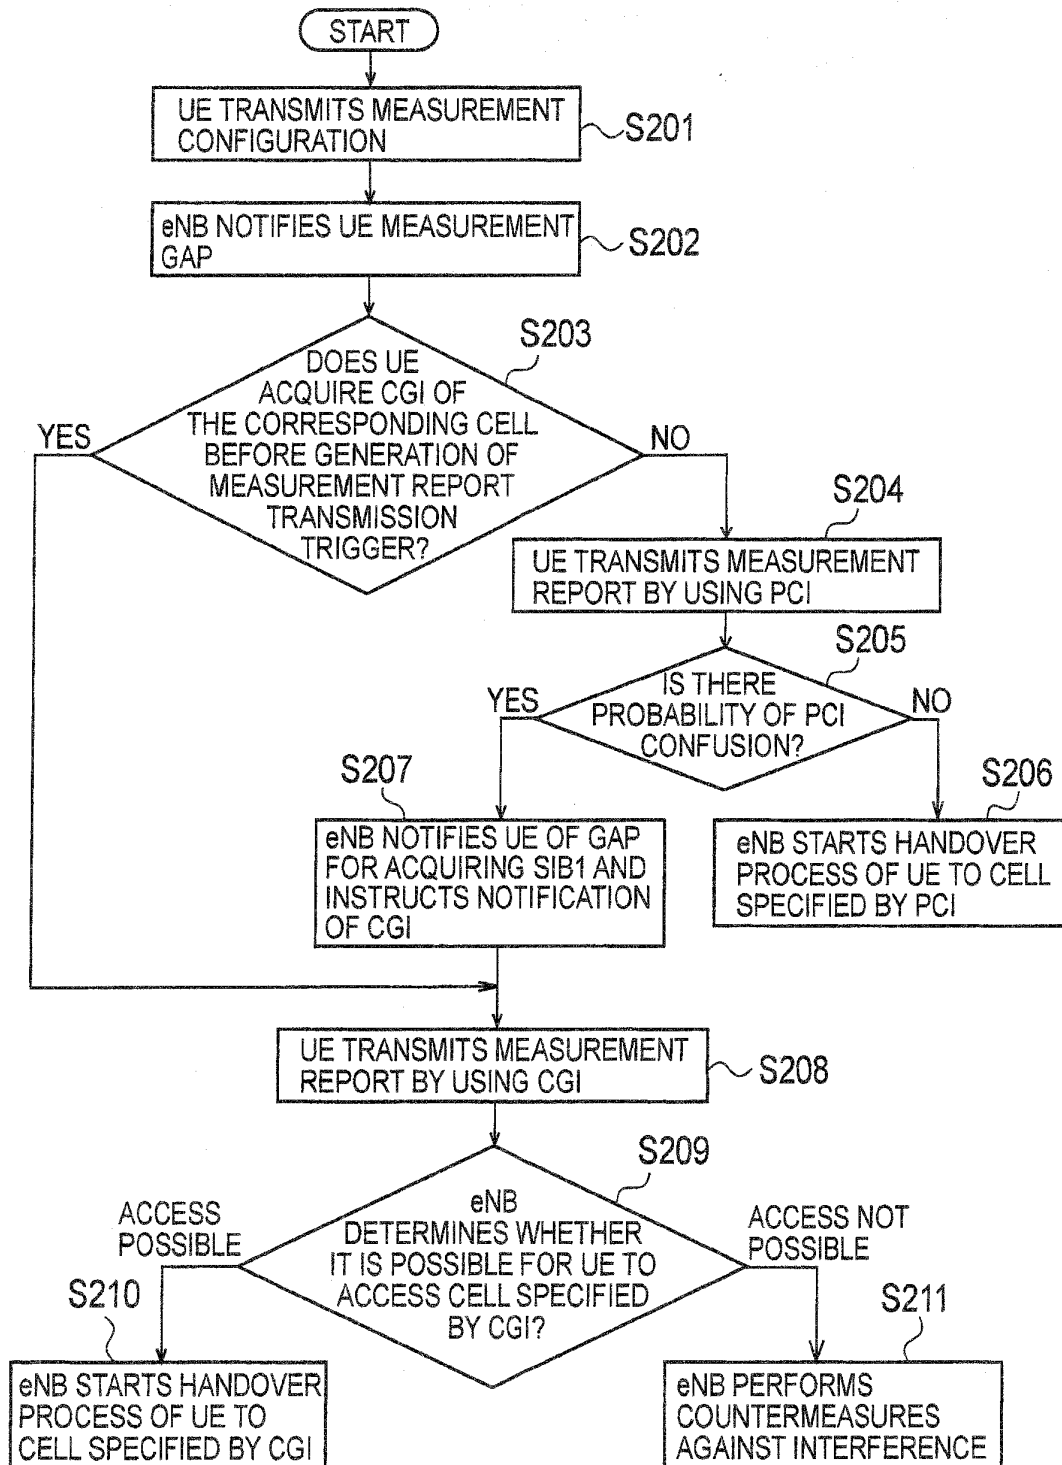 START
UE TRANSMITS MEASUREMENT
CONFIGURATION
S201
eNB NOTIFIES UE MEASUREMENT
GAP
S202
S203
DOES UE
ACQUIRE CGI OF
THE CORRESPONDING CELL
BEFORE GENERATION OF
MEASUREMENT REPORT
TRANSMISSION
TRIGGER?
YES
NO
S204
UE TRANSMITS MEASUREMENT
REPORT BY USING PCI
S205
IS THERE
PROBABILITY OF PCI
CONFUSION?
YES
NO
S207
eNB NOTIFIES UE OF GAP
FOR ACQUIRING SIB1 AND
INSTRUCTS NOTIFICATION
OF CGI
S206
eNB STARTS HANDOVER
PROCESS OF UE TO CELL
SPECIFIED BY PCI
UE TRANSMITS MEASUREMENT
REPORT BY USING CGI
S208
S209
eNB
DETERMINES WHETHER
IT IS POSSIBLE FOR UE TO
ACCESS CELL SPECIFIED
BY CGI?
ACCESS
POSSIBLE
ACCESS NOT
POSSIBLE
S210
eNB STARTS HANDOVER
PROCESS OF UE TO
CELL SPECIFIED BY CGI
S211
eNB PERFORMS
COUNTERMEASURES
AGAINST INTERFERENCE